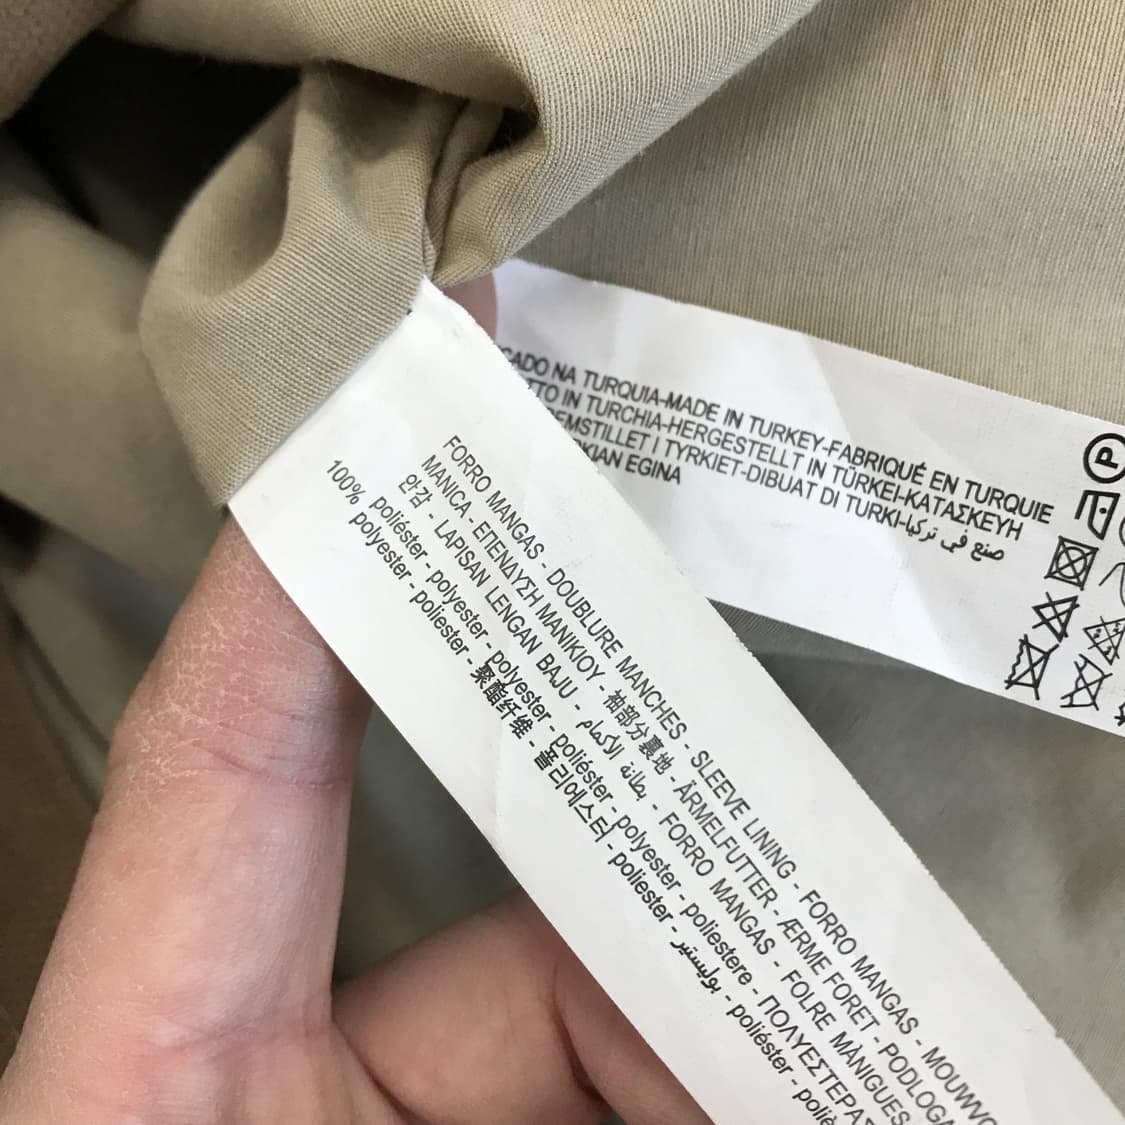 FORRO MANGAS - DOUBLURE MANCHES - SLEEVE LINING - FORRO MANGAS - MOUWVO
MANICA - ΕΠΕΝΔΥΣΗ ΜΑΝΙΚΙΟΥ - 袖部分裏地 - ÄRMELFUTTER - ÆRME FORET - PODLOGA
안감 - LAPISAN LENGAN BAJU - بطانة الأكمام - FORRO MANGAS - FOLRE MÀNIGUES
100% poliéster - polyester - polyester - poliéster - polyester - poliestere - ΠΟΛΥΕΣΤΕΡΑΣ
polyester - poliester - 聚酯纤维 - 폴리에스터 - poliester - بوليستير - poliéster - poliè
CADO NA TURQUIA-MADE IN TURKEY-FABRIQUÉ EN TURQUIE
TTO IN TURCHIA-HERGESTELLT IN TÜRKEI-ΚΑΤΑΣΚΕΥΗ
EMSTILLET I TYRKIET-DIBUAT DI TURKI-صنع في تركيا
KIAN EGINA
P